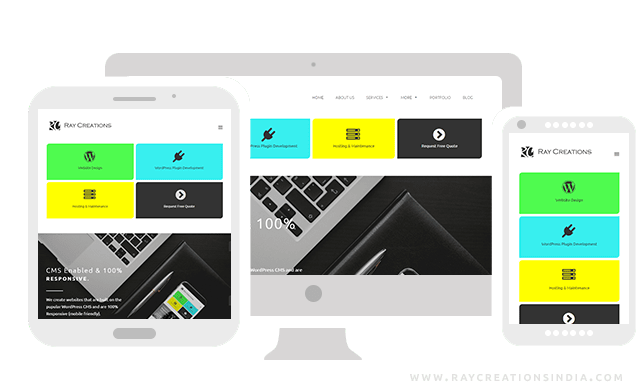 RAY CREATIONS
Website Design
WordPress Plugin Development
Hosting & Maintenance
Request Free Quote
CMS Enabled & 100%
RESPONSIVE.
We create websites that are built on the
popular WordPress CMS and are 100%
Responsive (mobile-friendly).
HOME ABOUT US SERVICES MORE PORTFOLIO BLOG
Press Plugin Development
Hosting & Maintenance
Request Free Quote
100%
WordPress CMS and are
RAY CREATIONS
Website Design
WordPress Plugin Development
Hosting & Maintenance
WWW.RAYCREATIONSINDIA.COM